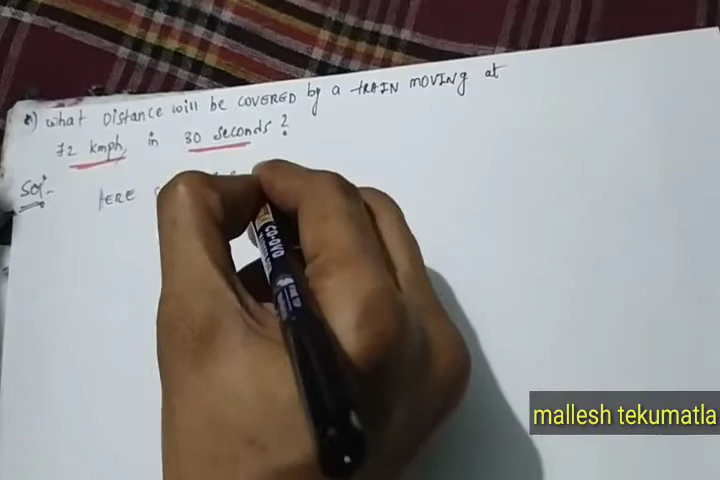 *) What Distance will be COVERED by a tRAIN MOVING at
72 kmph, in 30 seconds ?
Sol:-
HERE
CO-OVD
mallesh tekumatla